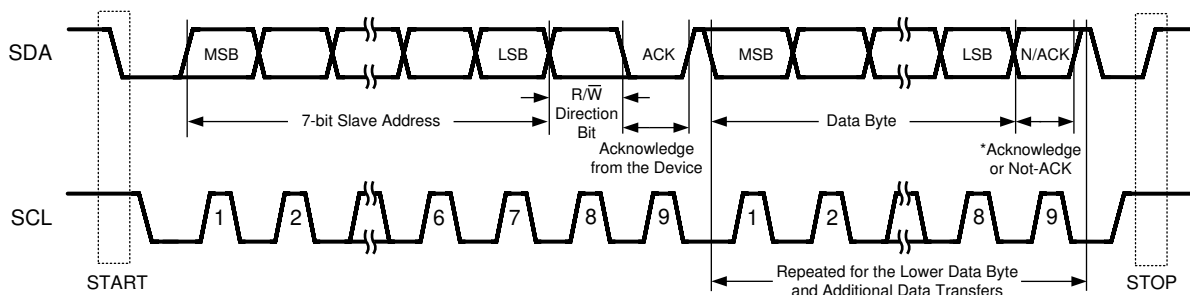 SDA
MSB
LSB
ACK
MSB
LSB
N/ACK
R/W̅
Direction
Bit
7-bit Slave Address
Data Byte
Acknowledge
from the Device
*Acknowledge
or Not-ACK
SCL
1
2
6
7
8
9
1
2
8
9
START
Repeated for the Lower Data Byte
and Additional Data Transfers
STOP